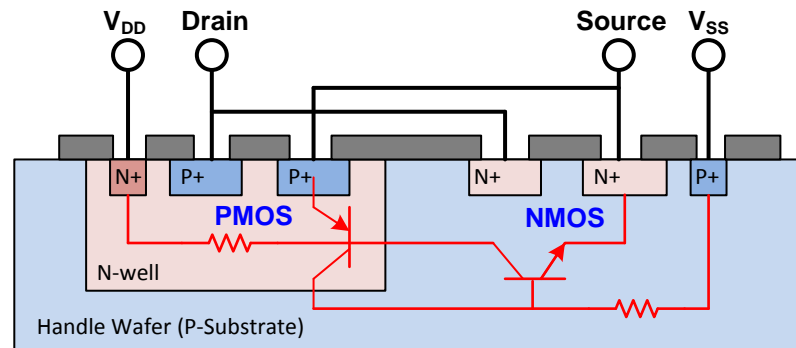 VDD Drain Source VSS
N+ P+ P+ N+ N+ P+
PMOS NMOS
N-well
Handle Wafer (P-Substrate)